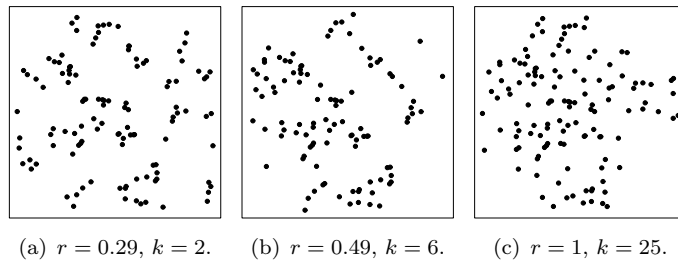 (a) r = 0.29, k = 2. (b) r = 0.49, k = 6. (c) r = 1, k = 25.